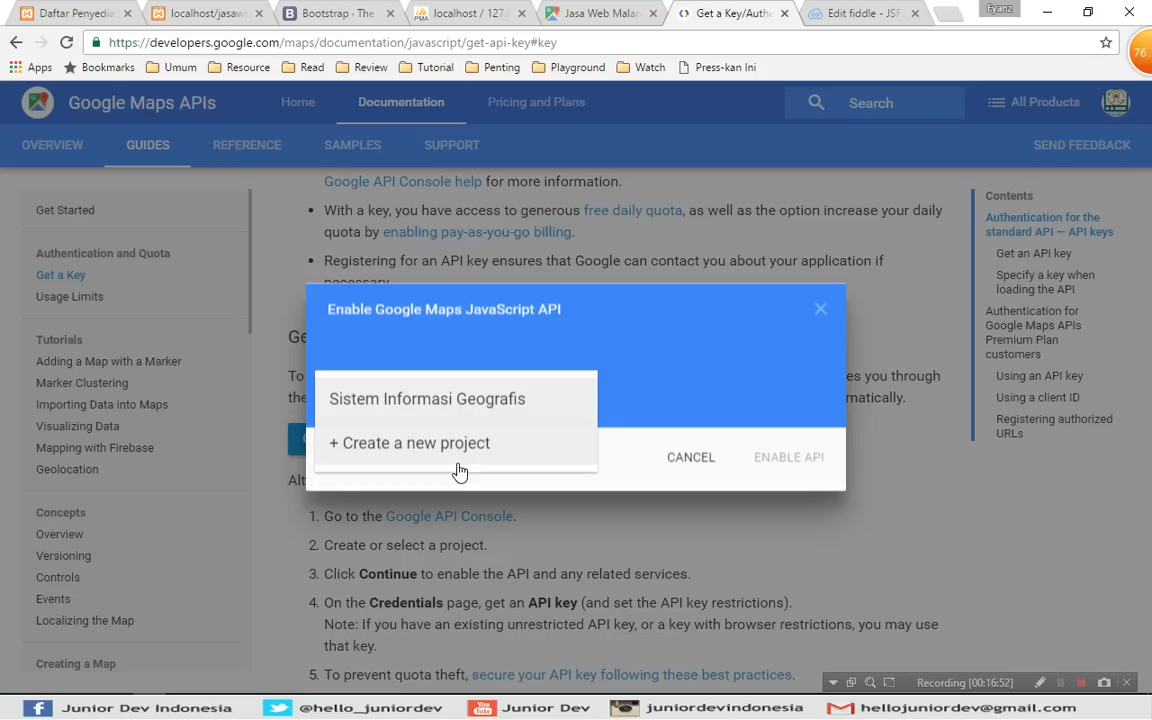 Daftar Penyedia
localhost/jasaw
Bootstrap · The
localhost / 127.
Jasa Web Malan
Get a Key/Authe
Edit fiddle - JSF
Fyanz
https://developers.google.com/maps/documentation/javascript/get-api-key#key
76
Apps
Bookmarks
Umum
Resource
Read
Review
Tutorial
Penting
Playground
Watch
Press-kan Ini
Google Maps APIs
Home
Documentation
Pricing and Plans
Search
All Products
OVERVIEW
GUIDES
REFERENCE
SAMPLES
SUPPORT
SEND FEEDBACK
Get Started
Authentication and Quota
Get a Key
Usage Limits
Tutorials
Adding a Map with a Marker
Marker Clustering
Importing Data into Maps
Visualizing Data
Mapping with Firebase
Geolocation
Concepts
Overview
Versioning
Controls
Events
Localizing the Map
Creating a Map
Google API Console help for more information.
With a key, you have access to generous free daily quota, as well as the option increase your daily
quota by enabling pay-as-you-go billing.
Registering for an API key ensures that Google can contact you about your application if
necessary.
Ge
To
es you through
the
omatically.
Enable Google Maps JavaScript API
Sistem Informasi Geografis
+ Create a new project
CANCEL
ENABLE API
Alt
1. Go to the Google API Console.
2. Create or select a project.
3. Click Continue to enable the API and any related services.
4. On the Credentials page, get an API key (and set the API key restrictions).
Note: If you have an existing unrestricted API key, or a key with browser restrictions, you may use
that key.
5. To prevent quota theft, secure your API key following these best practices.
Contents
Authentication for the
standard API — API keys
Get an API key
Specify a key when
loading the API
Authentication for
Google Maps APIs
Premium Plan
customers
Using an API key
Using a client ID
Registering authorized
URLs
Recording [00:16:52]
Junior Dev Indonesia
@hello_juniordev
Junior Dev
juniordevindonesia
hellojuniordev@gmail.com